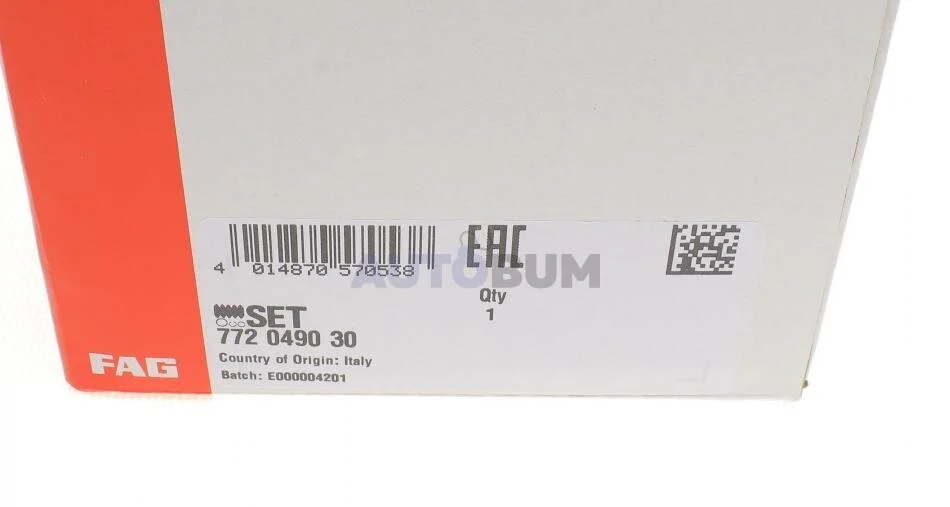 4 014870 570538
EAC
AUTOBUM
Qty
1
SET
772 0490 30
Country of Origin: Italy
Batch: E000004201
FAG